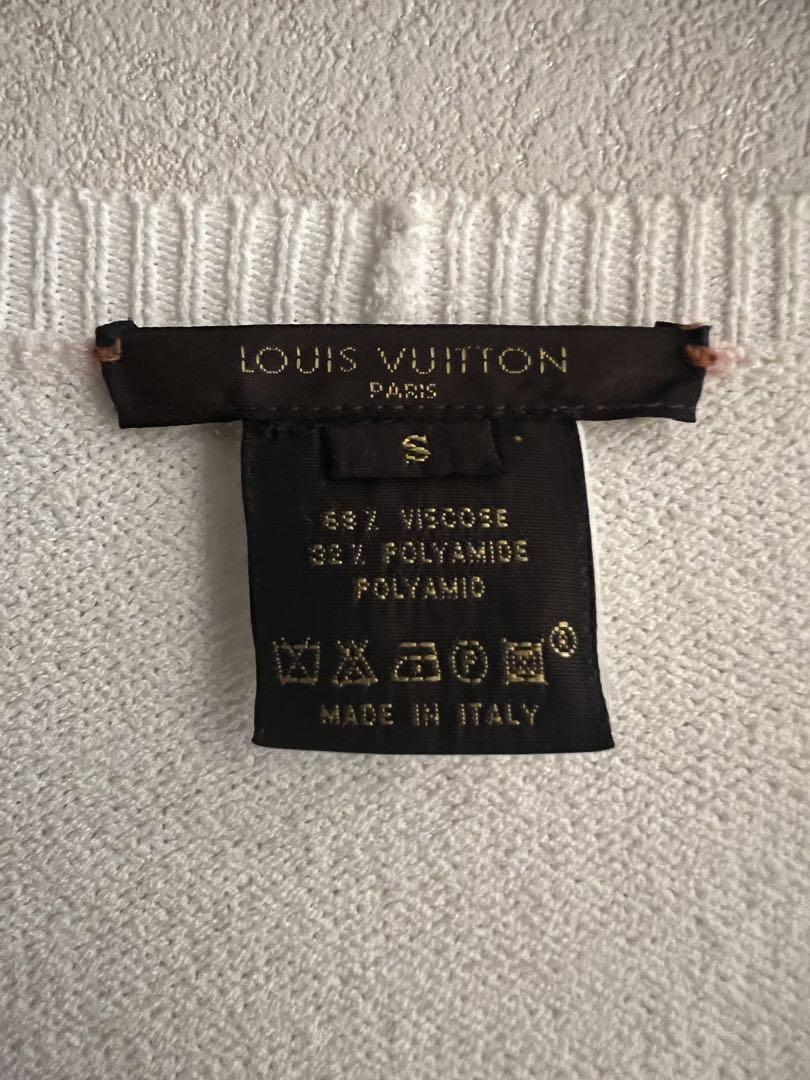 LOUIS VUITTON
PARIS
S
68% VISCOSE
32% POLYAMIDE
POLYAMID
P
MADE IN ITALY